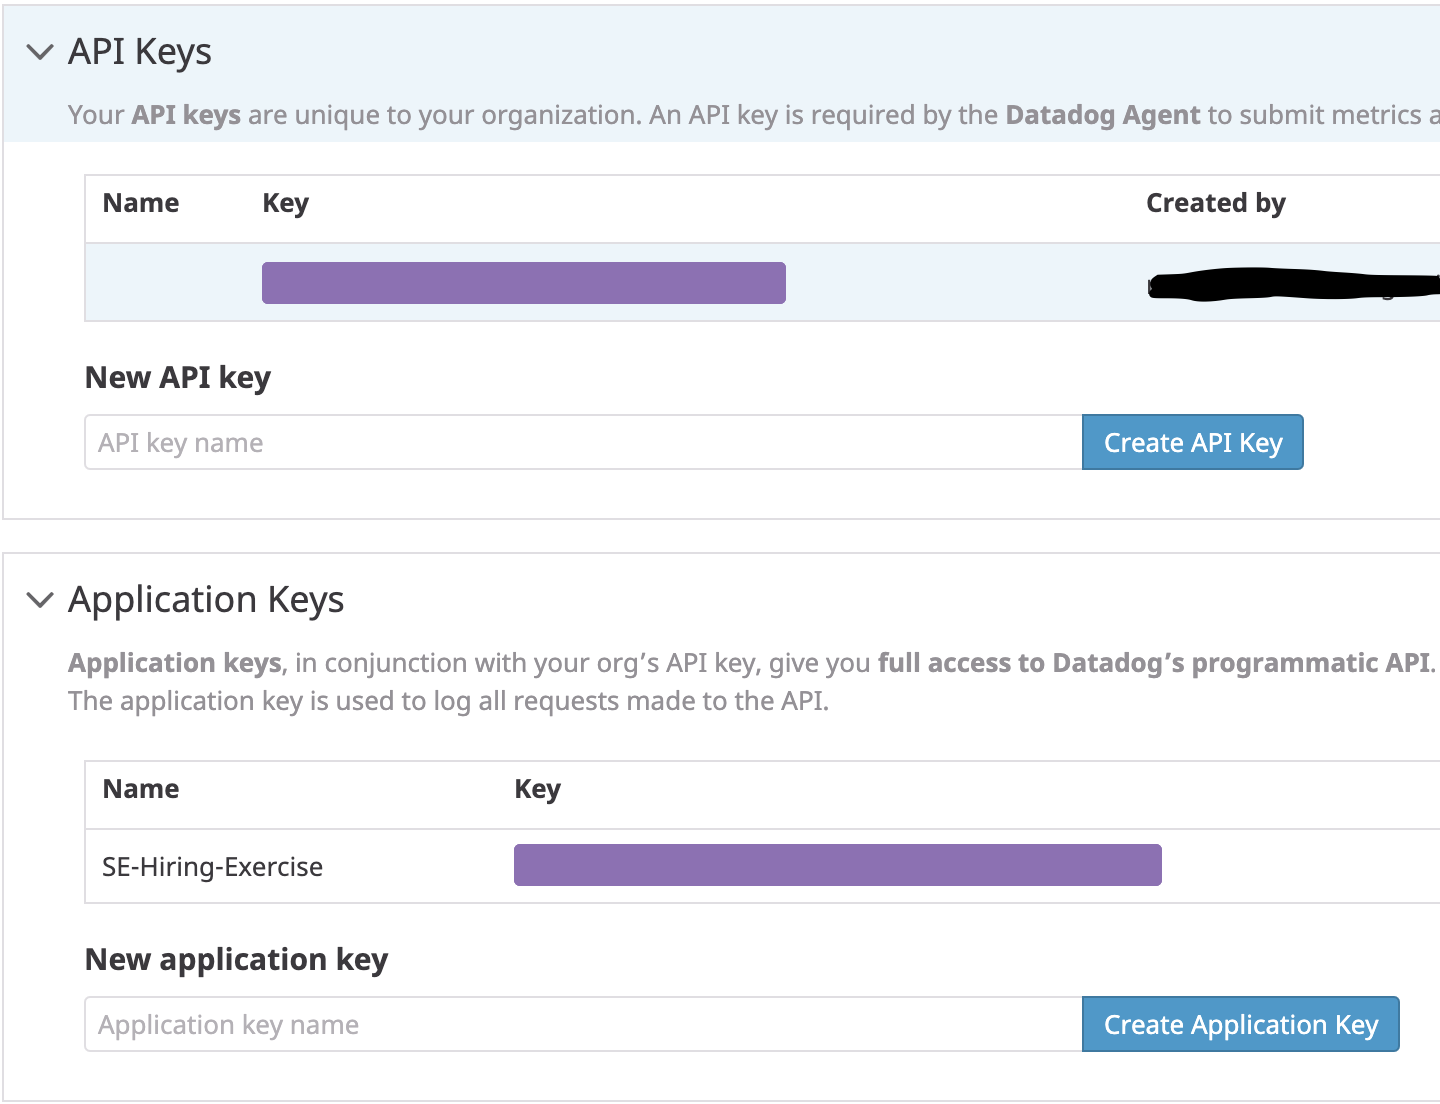 API Keys
Your API keys are unique to your organization. An API key is required by the Datadog Agent to submit metrics
Name Key Created by
New API key
API key name Create API Key
Application Keys
Application keys, in conjunction with your org's API key, give you full access to Datadog's programmatic API.
The application key is used to log all requests made to the API.
Name Key
SE-Hiring-Exercise
New application key
Application key name Create Application Key